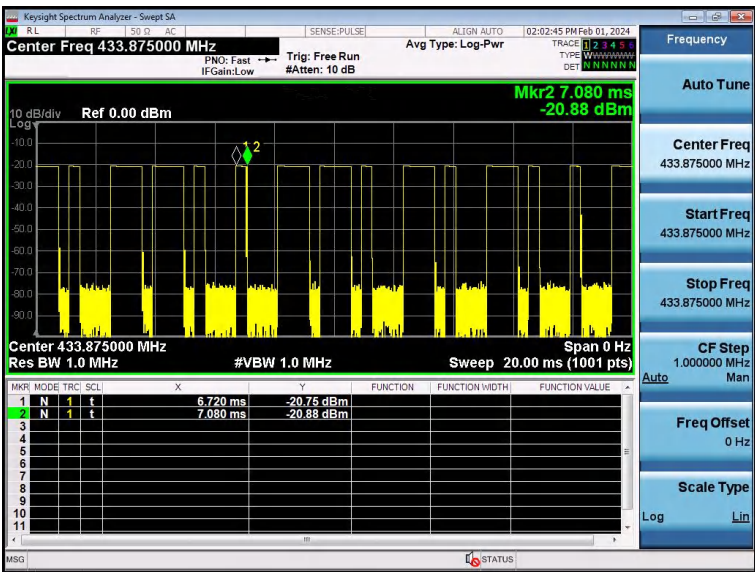 Keysight Spectrum Analyzer - Swept SA
RL RF 50 Ω AC SENSE:PULSE ALIGN AUTO 02:02:45 PM Feb 01, 2024
Center Freq 433.875000 MHz
PNO: Fast
IFGain:Low
Trig: Free Run
#Atten: 10 dB
Avg Type: Log-Pwr
TRACE 1 2 3 4 5 6
TYPE
DET N N N N N N
Mkr2 7.080 ms
-20.88 dBm
10 dB/div Ref 0.00 dBm
Log
-10.0
1 2
-20.0
-30.0
-40.0
-50.0
-60.0
-70.0
-80.0
-90.0
Center 433.875000 MHz Span 0 Hz
Res BW 1.0 MHz #VBW 1.0 MHz Sweep 20.00 ms (1001 pts)
MKR MODE TRC SCL X Y FUNCTION FUNCTION WIDTH FUNCTION VALUE
1 N 1 t 6.720 ms -20.75 dBm
2 N 1 t 7.080 ms -20.88 dBm
3
4
5
6
7
8
9
10
11
MSG STATUS
Frequency
Auto Tune
Center Freq
433.875000 MHz
Start Freq
433.875000 MHz
Stop Freq
433.875000 MHz
CF Step
1.000000 MHz
Auto Man
Freq Offset
0 Hz
Scale Type
Log Lin